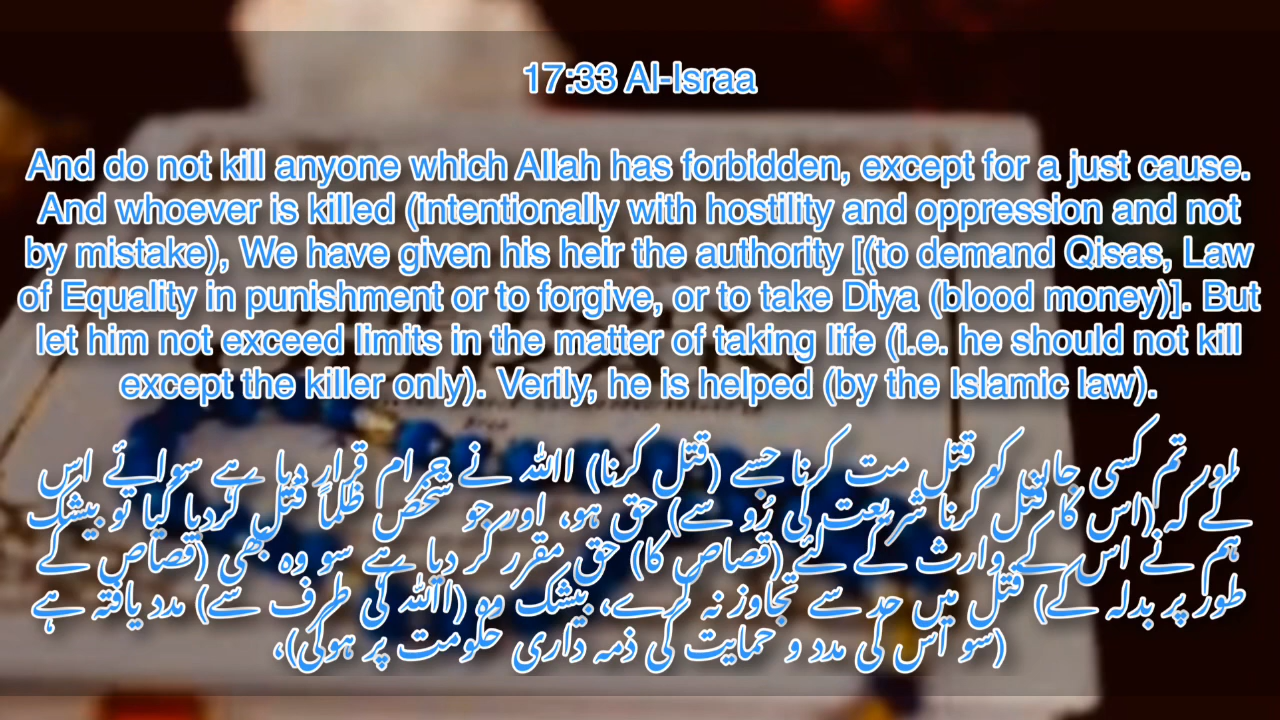 17:33 Al-Israa
And do not kill anyone which Allah has forbidden, except for a just cause.
And whoever is killed (intentionally with hostility and oppression and not
by mistake), We have given his heir the authority [(to demand Qisas, Law
of Equality in punishment or to forgive, or to take Diya (blood money)]. But
let him not exceed limits in the matter of taking life (i.e. he should not kill
except the killer only). Verily, he is helped (by the Islamic law).
اور تم کسی جان کو قتل مت کرنا جسے (قتل کرنا) اﷲ نے حرام قرار دیا ہے سوائے اس
کے کہ (اس کا قتل کرنا شریعت کی رُو سے) حق ہو، اور جو شخص ظلماً قتل کردیا گیا تو بیشک
ہم نے اس کے وارث کے لئے (قصاص کا) حق مقرر کر دیا ہے سو وہ بھی (قصاص کے
طور پر بدلہ کے) قتل میں حد سے تجاوز نہ کرے، بیشک وہ (اﷲ کی طرف سے) مدد یافتہ ہے
(سو اس کی مدد و حمایت کی ذمہ داری حکومت پر ہوگی)،